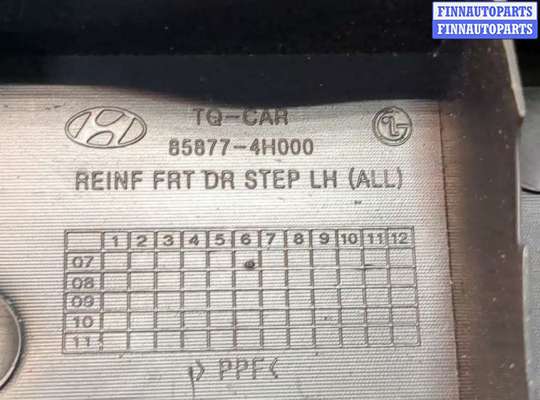 FINNAUTOPARTS
FINNAUTOPARTS
TQ-CAR
85877-4H000
REINF FRT DR STEP LH (ALL)
1 2 3 4 5 6 7 8 9 10 11 12
07
08
09
10
11
>PPF<